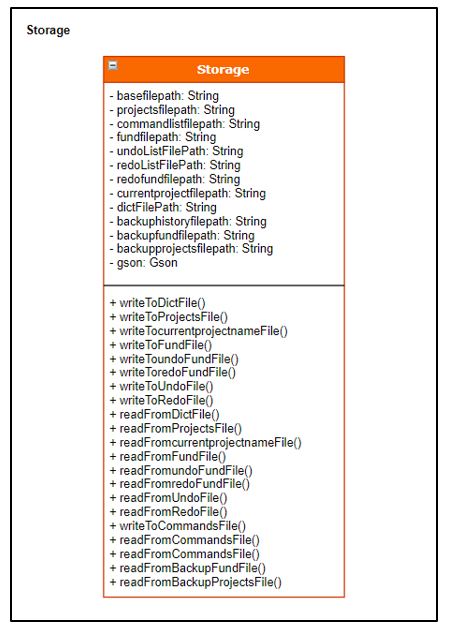 Storage
Storage
- basefilepath: String
- projectsfilepath: String
- commandlistfilepath: String
- fundfilepath: String
- undoListFilePath: String
- redoListFilePath: String
- redofundfilepath: String
- currentprojectfilepath: String
- dictFilePath: String
- backuphistoryfilepath: String
- backupfundfilepath: String
- backupprojectsfilepath: String
- gson: Gson
+ writeToDictFile()
+ writeToProjectsFile()
+ writeTocurrentprojectnameFile()
+ writeToFundFile()
+ writeToundoFundFile()
+ writeToredoFundFile()
+ writeToUndoFile()
+ writeToRedoFile()
+ readFromDictFile()
+ readFromProjectsFile()
+ readFromcurrentprojectnameFile()
+ readFromFundFile()
+ readFromundoFundFile()
+ readFromredoFundFile()
+ readFromUndoFile()
+ readFromRedoFile()
+ writeToCommandsFile()
+ readFromCommandsFile()
+ readFromCommandsFile()
+ readFromBackupFundFile()
+ readFromBackupProjectsFile()